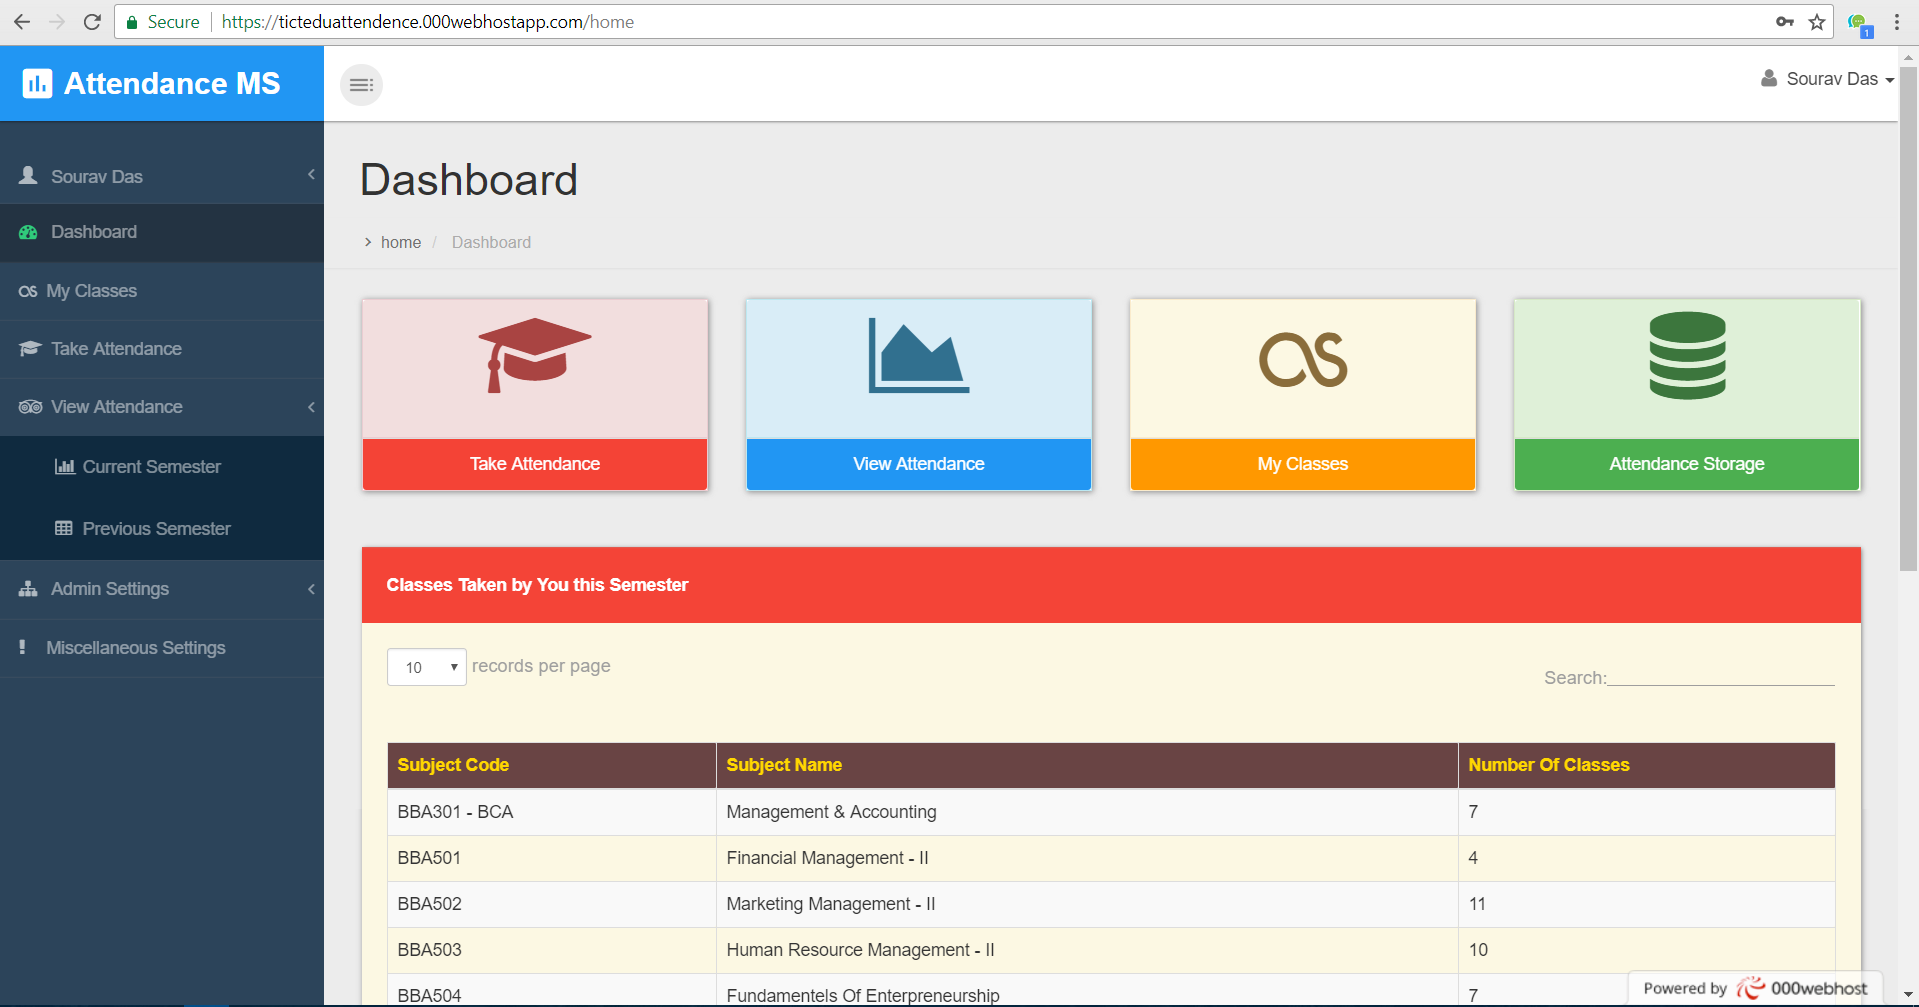 Secure https://ticteduattendence.000webhostapp.com/home
1
Attendance MS
Sourav Das
Sourav Das
Dashboard
My Classes
Take Attendance
View Attendance
Current Semester
Previous Semester
Admin Settings
Miscellaneous Settings
Dashboard
home / Dashboard
Take Attendance
View Attendance
My Classes
Attendance Storage
Classes Taken by You this Semester
10 records per page
Search:
Subject Code Subject Name Number Of Classes
BBA301 - BCA Management & Accounting 7
BBA501 Financial Management - II 4
BBA502 Marketing Management - II 11
BBA503 Human Resource Management - II 10
BBA504 Fundamentels Of Enterpreneurship 7
Powered by 000webhost